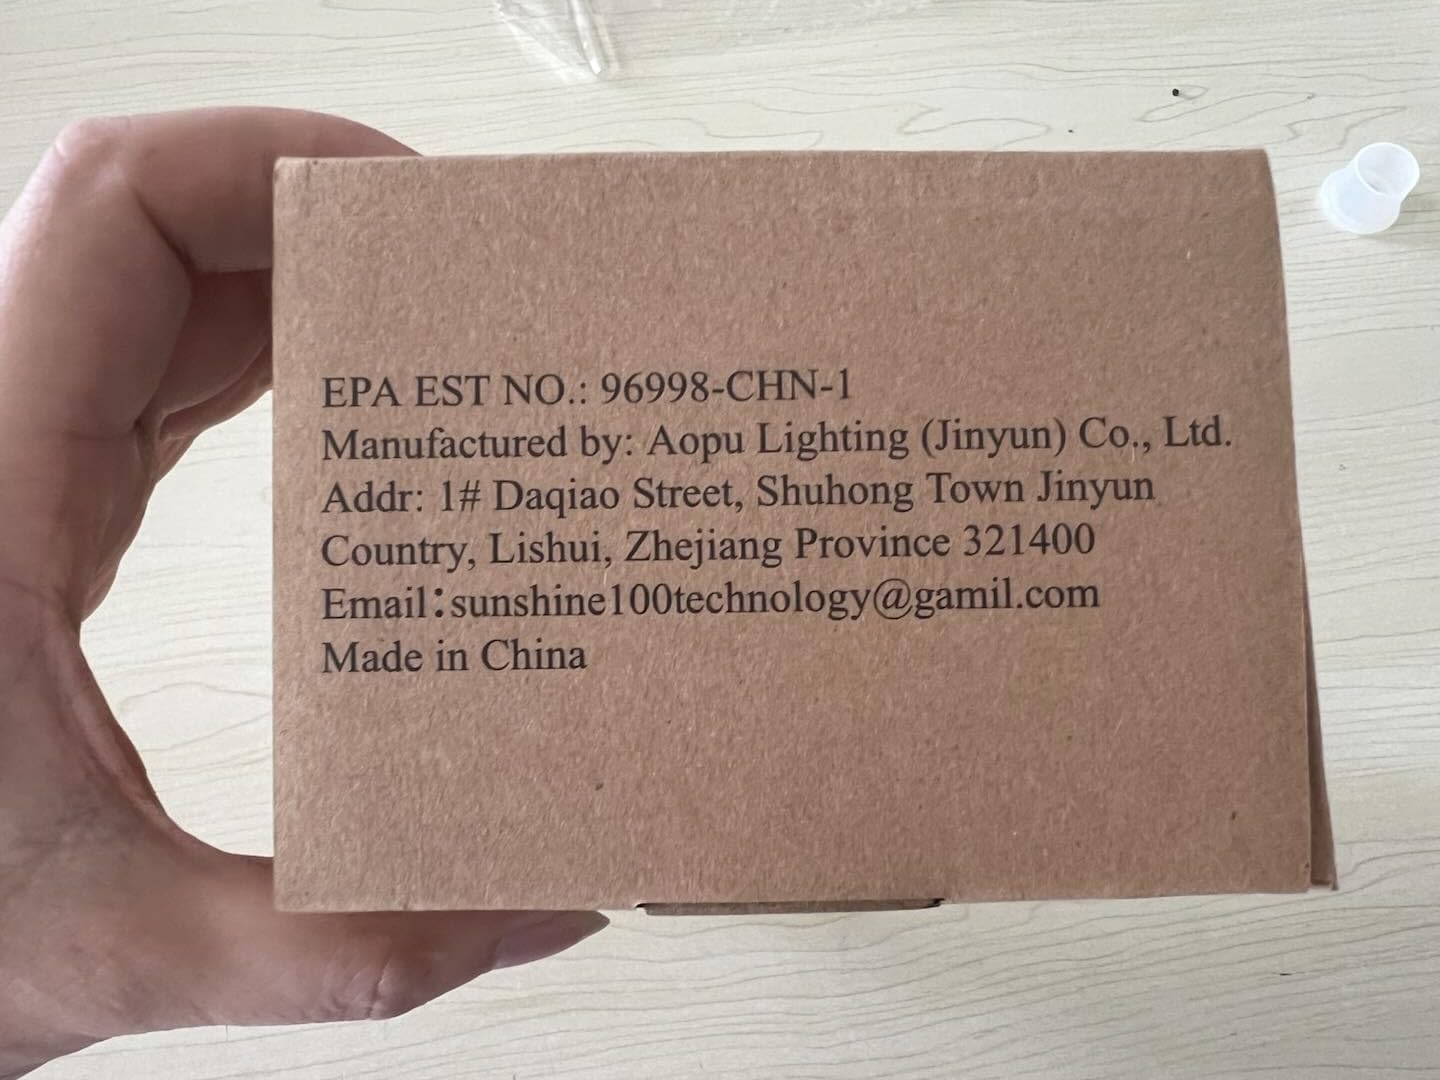 EPA EST NO.: 96998-CHN-1
Manufactured by: Aopu Lighting (Jinyun) Co., Ltd.
Addr: 1# Daqiao Street, Shuhong Town Jinyun
Country, Lishui, Zhejiang Province 321400
Email：sunshine100technology@gamil.com
Made in China